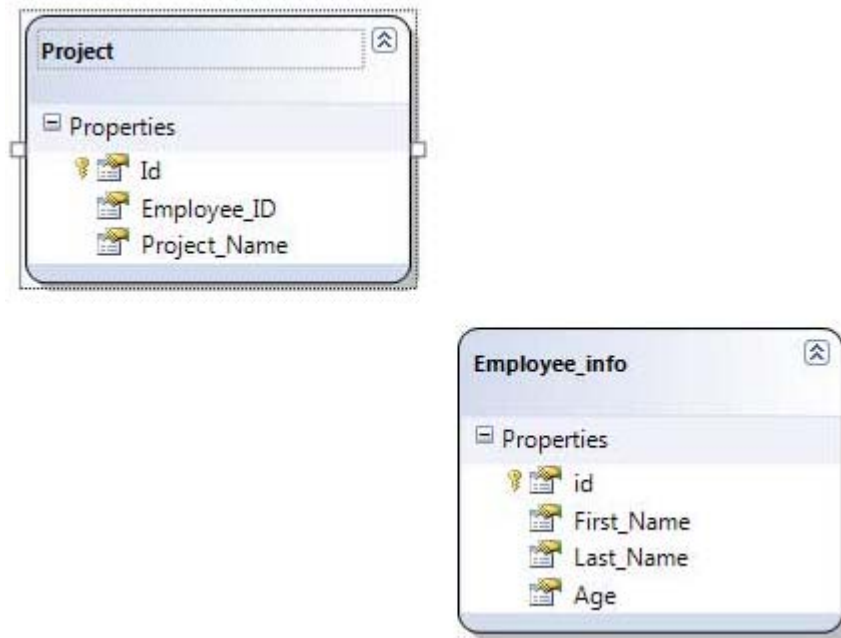 Project
Properties
Id
Employee_ID
Project_Name
Employee_info
Properties
id
First_Name
Last_Name
Age